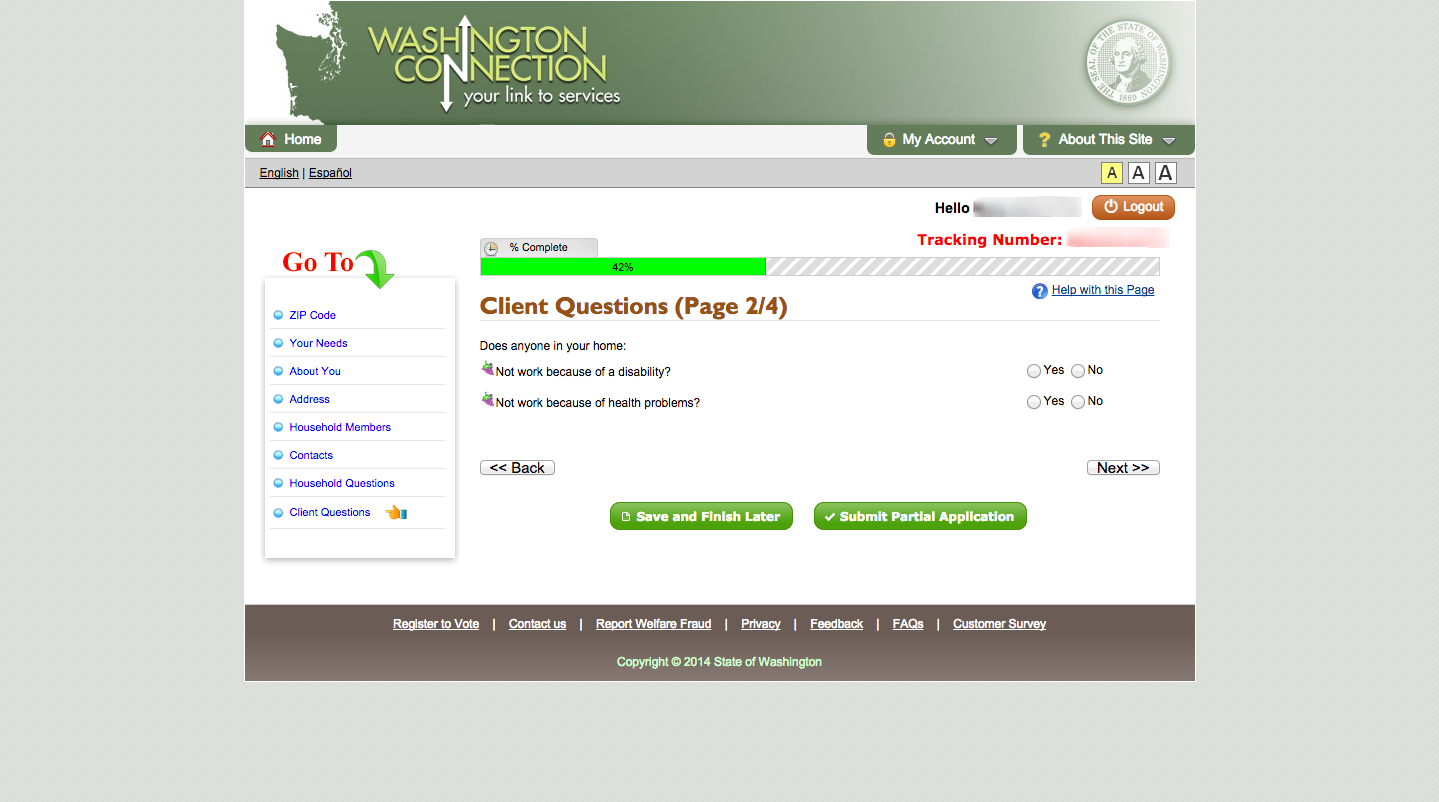 WASHINGTON
CONNECTION
your link to services
THE SEAL OF THE STATE OF WASHINGTON
1889
Home
My Account
? About This Site
English | Español
A A A
Hello
Logout
Tracking Number:
% Complete
42%
? Help with this Page
Go To
ZIP Code
Your Needs
About You
Address
Household Members
Contacts
Household Questions
Client Questions
Client Questions (Page 2/4)
Does anyone in your home:
Not work because of a disability? Yes No
Not work because of health problems? Yes No
<< Back Next >>
Save and Finish Later Submit Partial Application
Register to Vote | Contact us | Report Welfare Fraud | Privacy | Feedback | FAQs | Customer Survey
Copyright © 2014 State of Washington